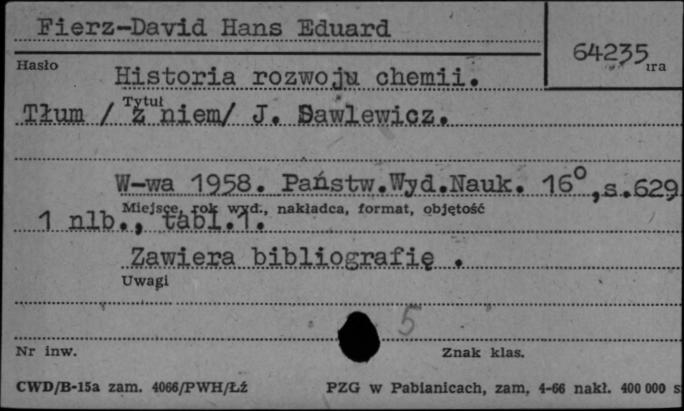 Fierz-David Hans Eduard
64235
ıra
Hasło
Historia rozwoju chemii.
Tytuł
Tłum / z niem/ J. Sawlewicz.
W-wa 1958. Państw.Wyd.Nauk. 16°,s.629
Miejsce, rok wyd., nakładca, format, objętość
1 nlb., tabl.1.
Zawiera bibliografię .
Uwagi
5
Nr inw.
Znak klas.
CWD/B-15a zam. 4066/PWH/Łź
PZG w Pabianicach, zam. 4-66 nakł. 400 000 s